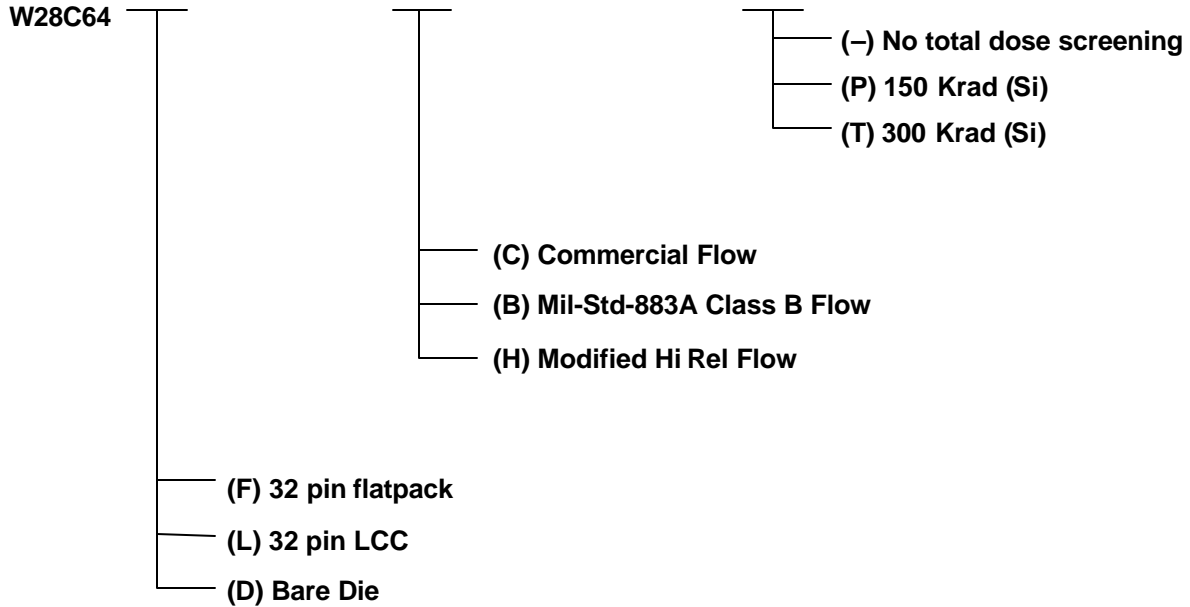 W28C64
(–) No total dose screening
(P) 150 Krad (Si)
(T) 300 Krad (Si)
(C) Commercial Flow
(B) Mil-Std-883A Class B Flow
(H) Modified Hi Rel Flow
(F) 32 pin flatpack
(L) 32 pin LCC
(D) Bare Die